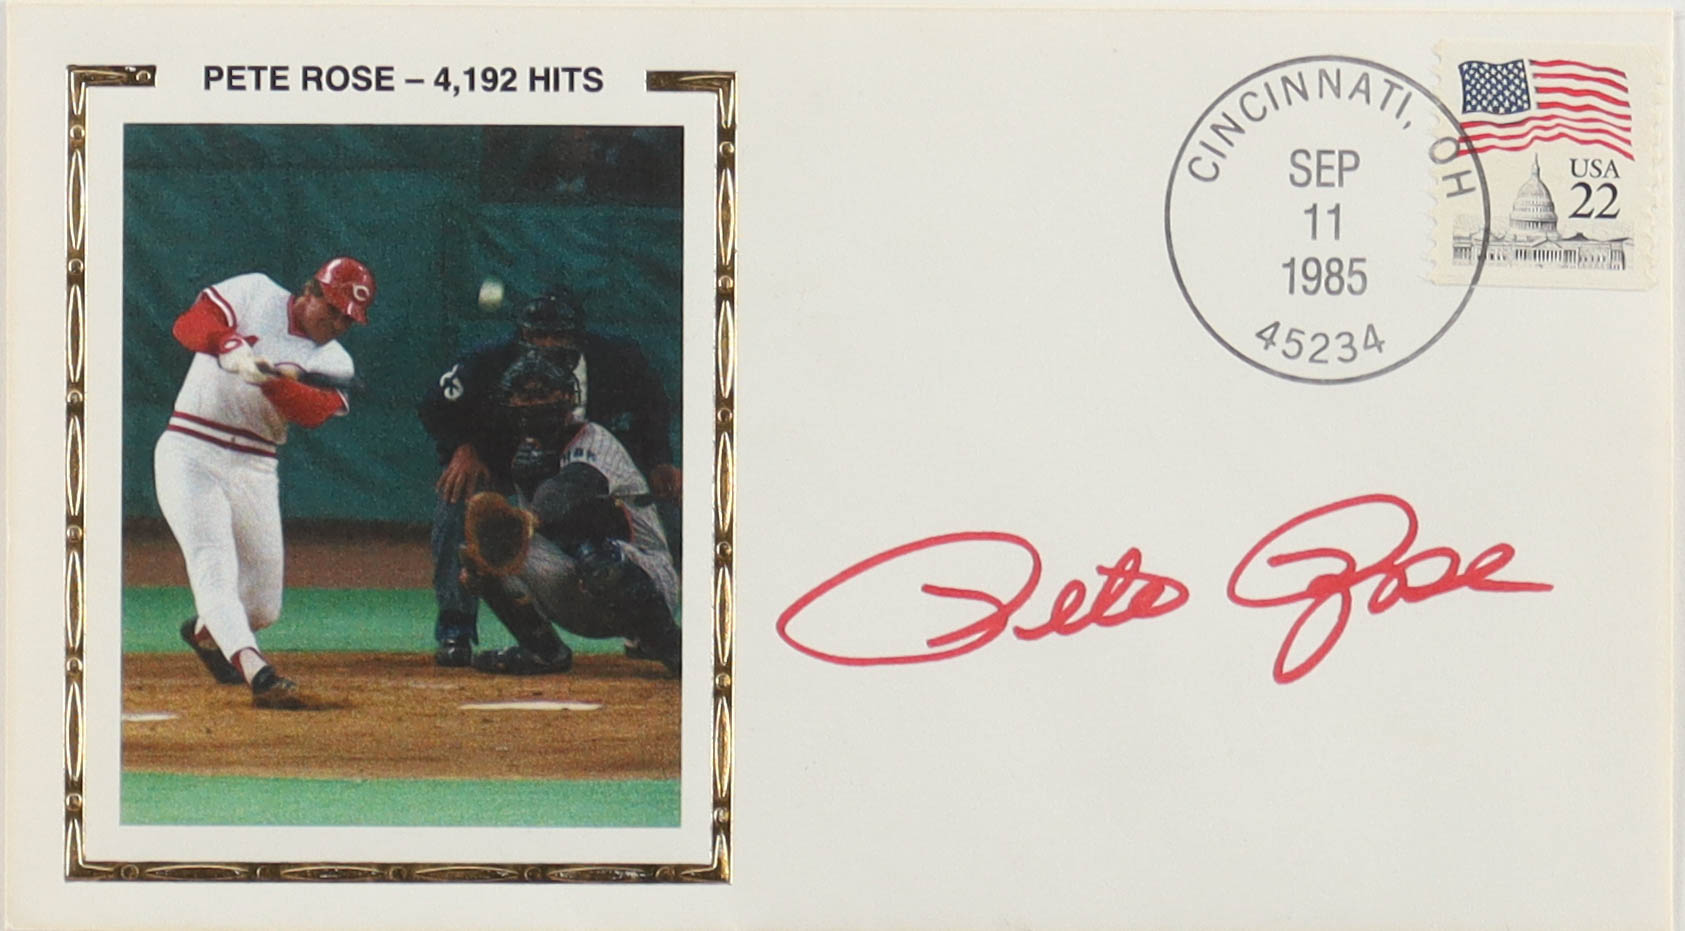 PETE ROSE – 4,192 HITS
CINCINNATI, OH
SEP
11
1985
45234
USA
22
C
Pete Rose